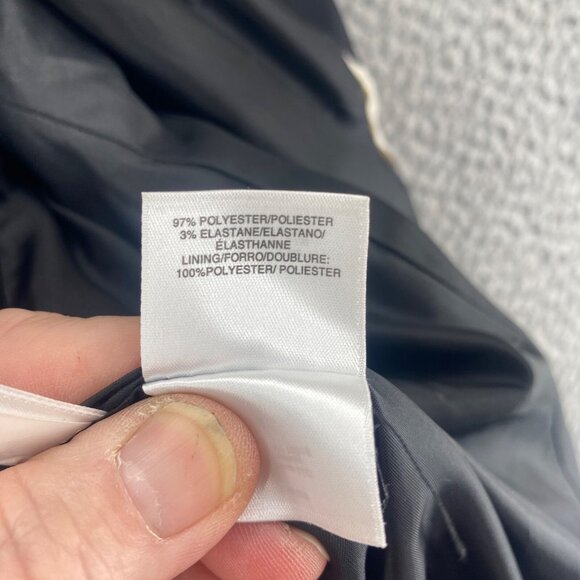 97% POLYESTER/POLIESTER
3% ELASTANE/ELASTANO/
ÉLASTHANNE
LINING/FORRO/DOUBLURE:
100%POLYESTER/ POLIESTER